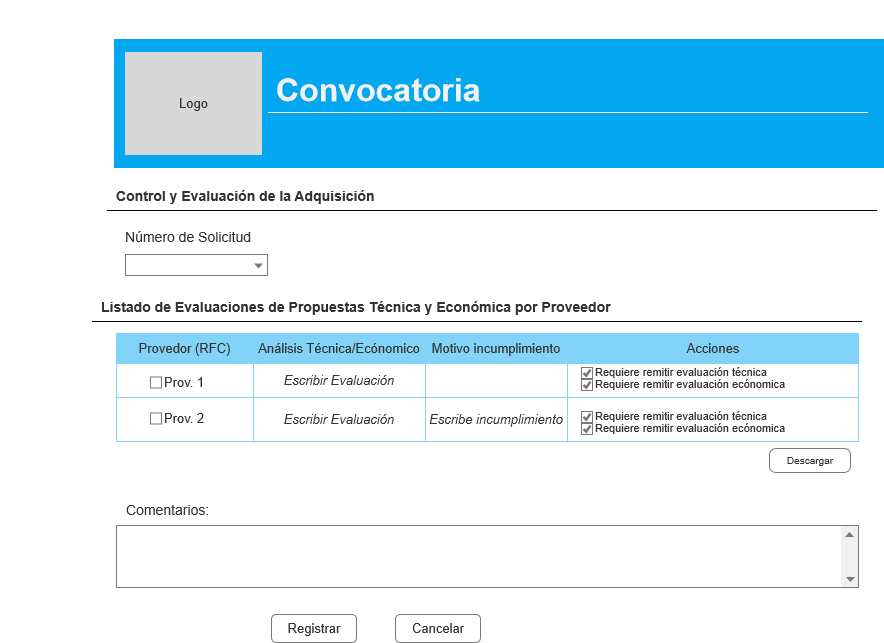 Logo
Convocatoria
Control y Evaluación de la Adquisición
Número de Solicitud
Listado de Evaluaciones de Propuestas Técnica y Económica por Proveedor
Provedor (RFC) Análisis Técnica/Ecónomico Motivo incumplimiento Acciones
Prov. 1 Escribir Evaluación Requiere remitir evaluación técnica
Requiere remitir evaluación ecónomica
Prov. 2 Escribir Evaluación Escribe incumplimiento Requiere remitir evaluación técnica
Requiere remitir evaluación ecónomica
Descargar
Comentarios:
Registrar Cancelar